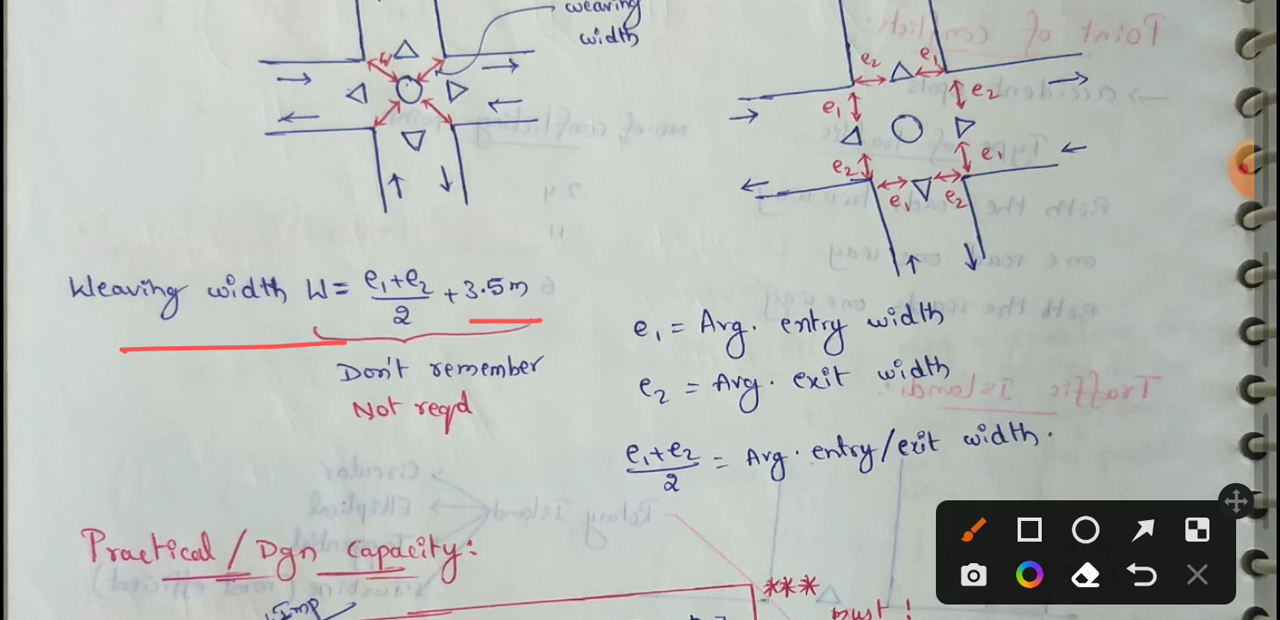 weaving
width
W
e₂ e₁
e₁ e₂
e₂ e₁
e₁ e₂
Weaving width W = e₁+e₂/2 + 3.5m
Don't remember
Not reqd
e₁ = Avg. entry width
e₂ = Avg. exit width
e₁+e₂/2 = Avg. entry/exit width.
Practical / Dgn Capacity:
Imp
***
must !